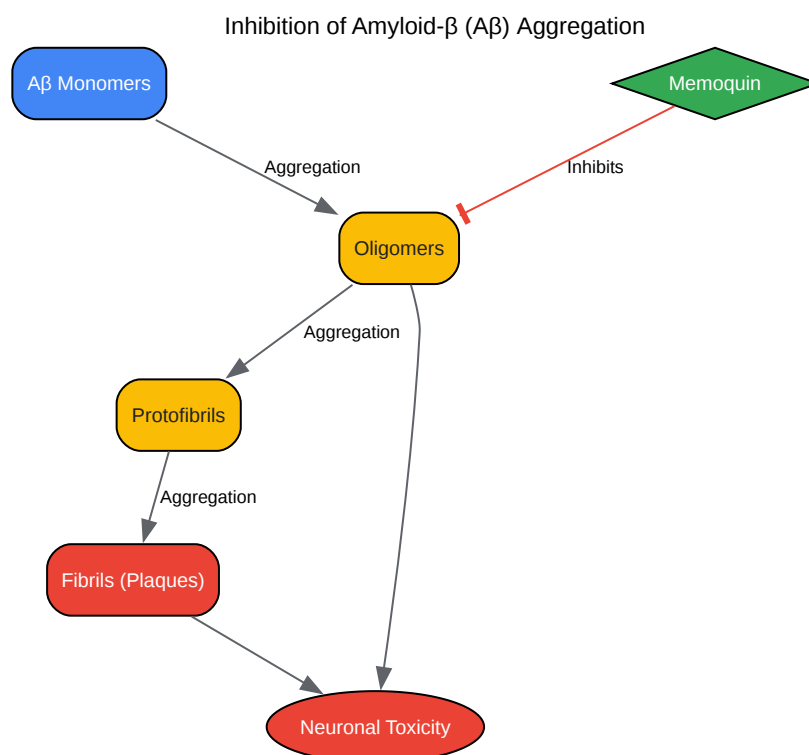 Inhibition of Amyloid-β (Aβ) Aggregation
Aβ Monomers
Memoquin
Aggregation
Inhibits
Oligomers
Aggregation
Protofibrils
Aggregation
Fibrils (Plaques)
Neuronal Toxicity